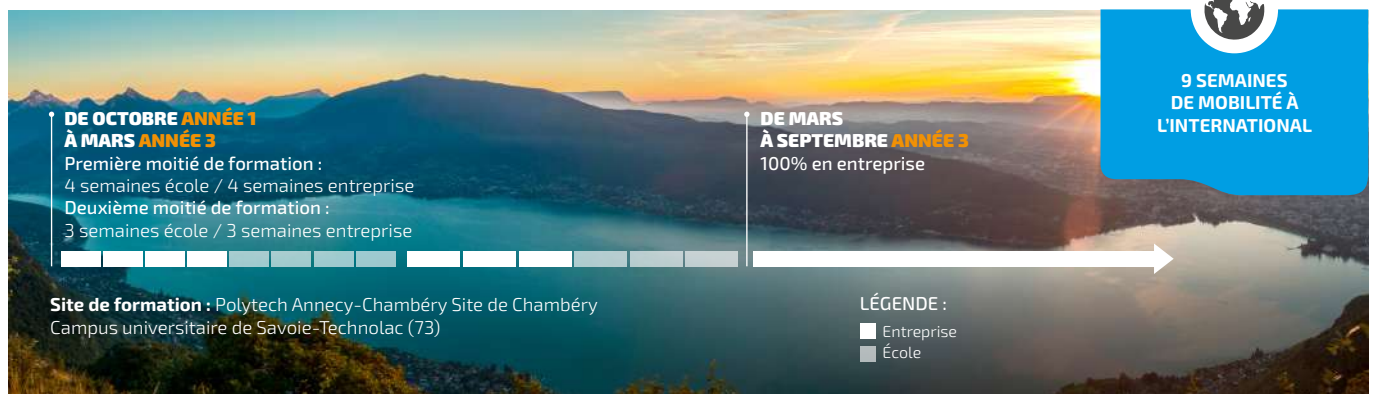 9 SEMAINES
DE MOBILITÉ À
L'INTERNATIONAL
DE OCTOBRE ANNÉE 1
À MARS ANNÉE 3
Première moitié de formation :
4 semaines école / 4 semaines entreprise
Deuxième moitié de formation :
3 semaines école / 3 semaines entreprise
DE MARS
À SEPTEMBRE ANNÉE 3
100% en entreprise
Site de formation : Polytech Annecy-Chambéry Site de Chambéry
Campus universitaire de Savoie-Technolac (73)
LÉGENDE :
Entreprise
École